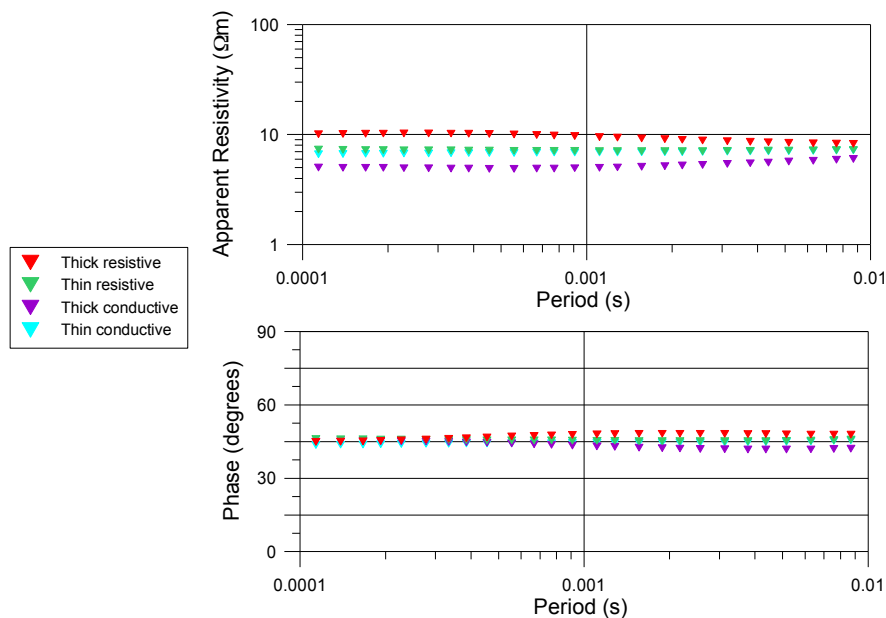 Apparent Resistivity (Ωm)
100
10
1
0.0001
0.001
0.01
Period (s)
Thick resistive
Thin resistive
Thick conductive
Thin conductive
Phase (degrees)
90
60
30
0
0.0001
0.001
0.01
Period (s)